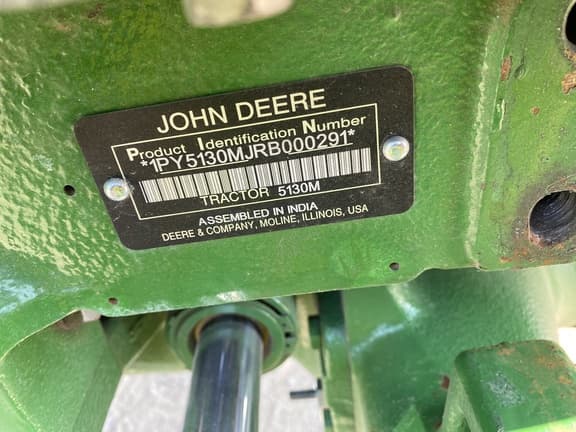 JOHN DEERE
Product Identification Number
*1PY5130MJRB000291*
TRACTOR 5130M
ASSEMBLED IN INDIA
DEERE & COMPANY, MOLINE, ILLINOIS, USA